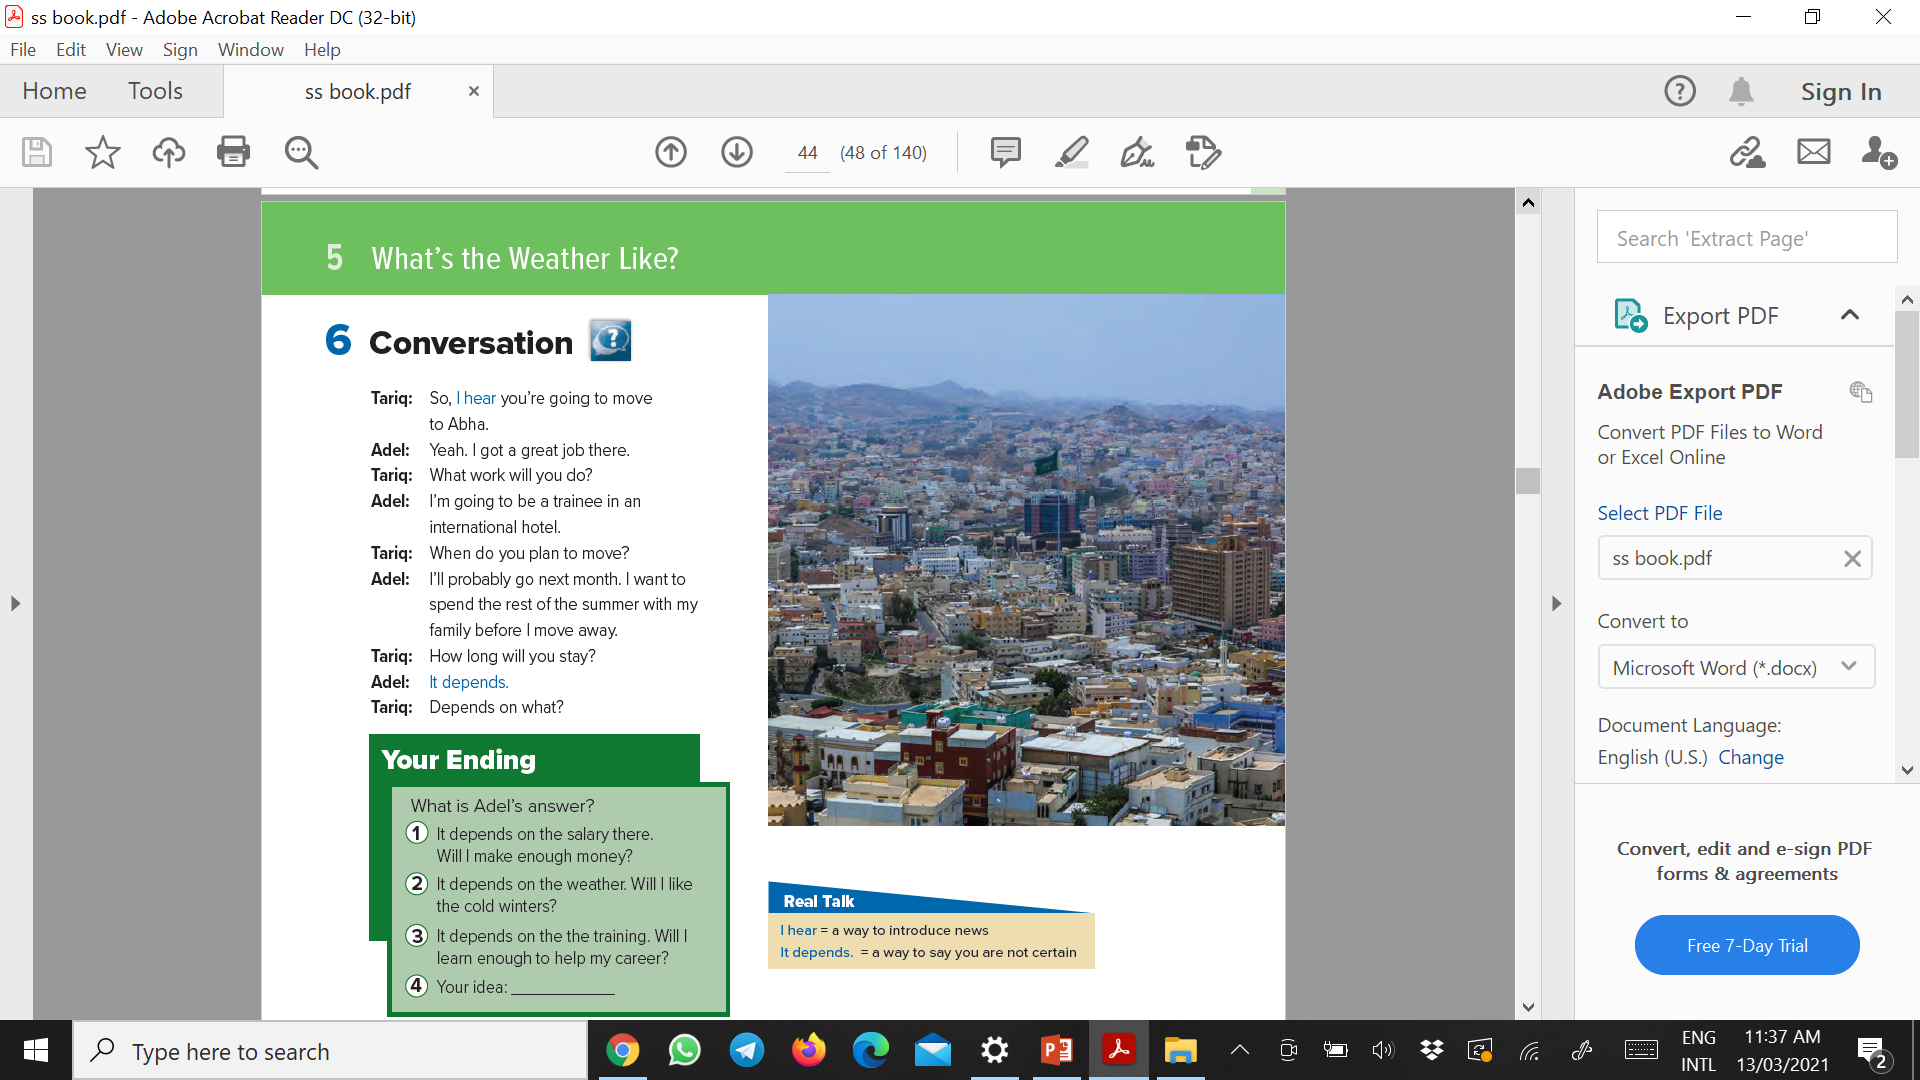 ss book.pdf - Adobe Acrobat Reader DC (32-bit)
File Edit View Sign Window Help
Home Tools ss book.pdf × Sign In
44 (48 of 140)
5 What's the Weather Like?
6 Conversation
Tariq: So, I hear you're going to move
to Abha.
Adel: Yeah. I got a great job there.
Tariq: What work will you do?
Adel: I'm going to be a trainee in an
international hotel.
Tariq: When do you plan to move?
Adel: I'll probably go next month. I want to
spend the rest of the summer with my
family before I move away.
Tariq: How long will you stay?
Adel: It depends.
Tariq: Depends on what?
Your Ending
What is Adel's answer?
1 It depends on the salary there.
Will I make enough money?
2 It depends on the weather. Will I like
the cold winters?
3 It depends on the the training. Will I
learn enough to help my career?
4 Your idea: ____________
Real Talk
I hear = a way to introduce news
It depends. = a way to say you are not certain
Search 'Extract Page'
Export PDF
Adobe Export PDF
Convert PDF Files to Word
or Excel Online
Select PDF File
ss book.pdf
Convert to
Microsoft Word (*.docx)
Document Language:
English (U.S.) Change
Convert, edit and e-sign PDF
forms & agreements
Free 7-Day Trial
Type here to search
ENG
INTL
11:37 AM
13/03/2021
2